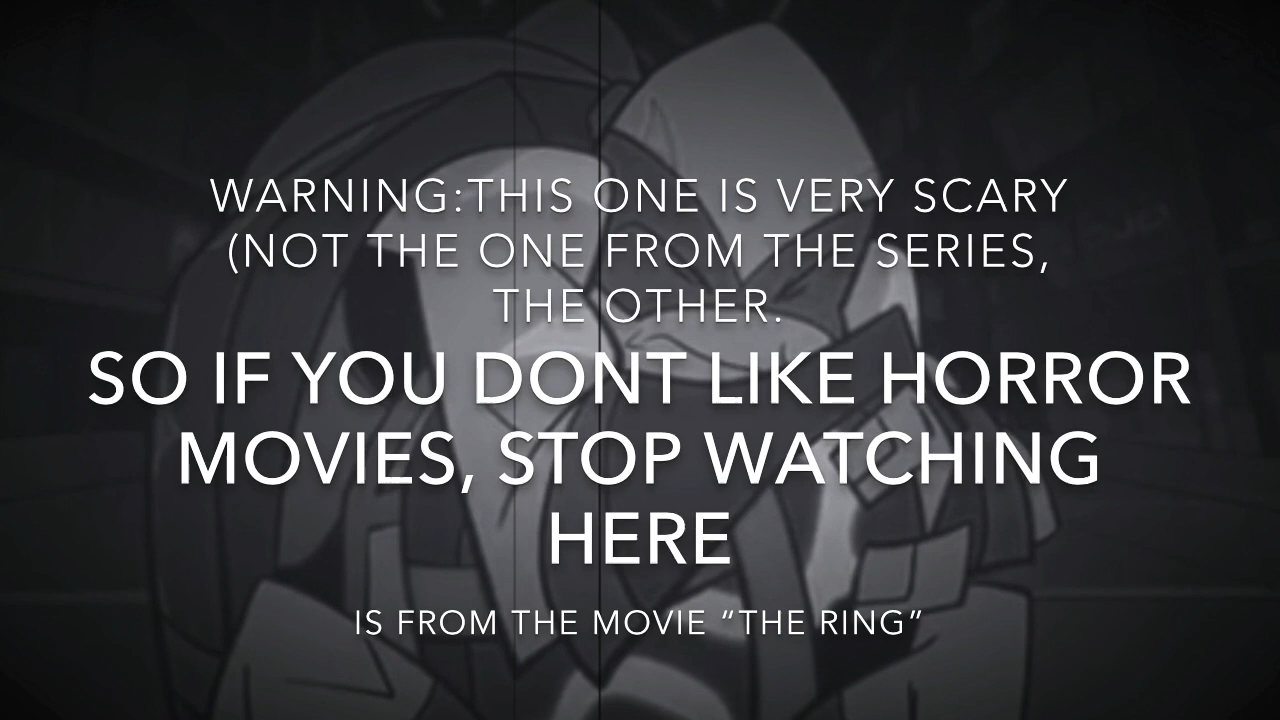 WARNING:THIS ONE IS VERY SCARY
(NOT THE ONE FROM THE SERIES,
THE OTHER.
SO IF YOU DONT LIKE HORROR
MOVIES, STOP WATCHING
HERE
IS FROM THE MOVIE “THE RING”